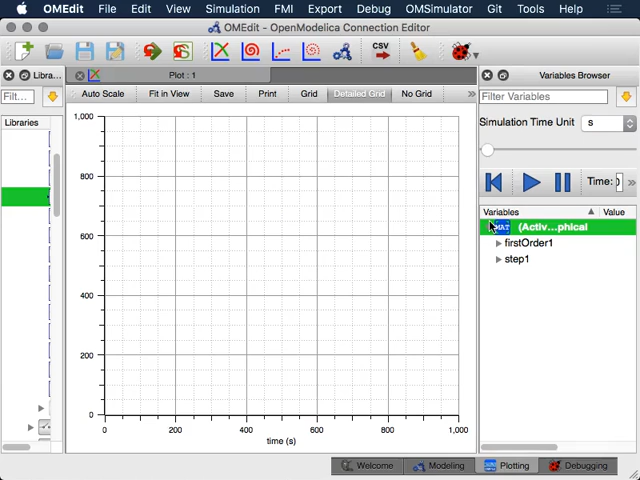 OMEdit File Edit View Simulation FMI Export Debug OMSimulator Git Tools Help
OMEdit - OpenModelica Connection Editor
CSV
Libra...
Plot : 1
Variables Browser
Filt...
Auto Scale Fit in View Save Print Grid Detailed Grid No Grid »
Filter Variables
Libraries
Simulation Time Unit s
Time: »
Variables Value
MAT (Activ...phical
firstOrder1
step1
1,000
800
600
400
200
0
0 200 400 600 800 1,000
time (s)
Welcome Modeling Plotting Debugging